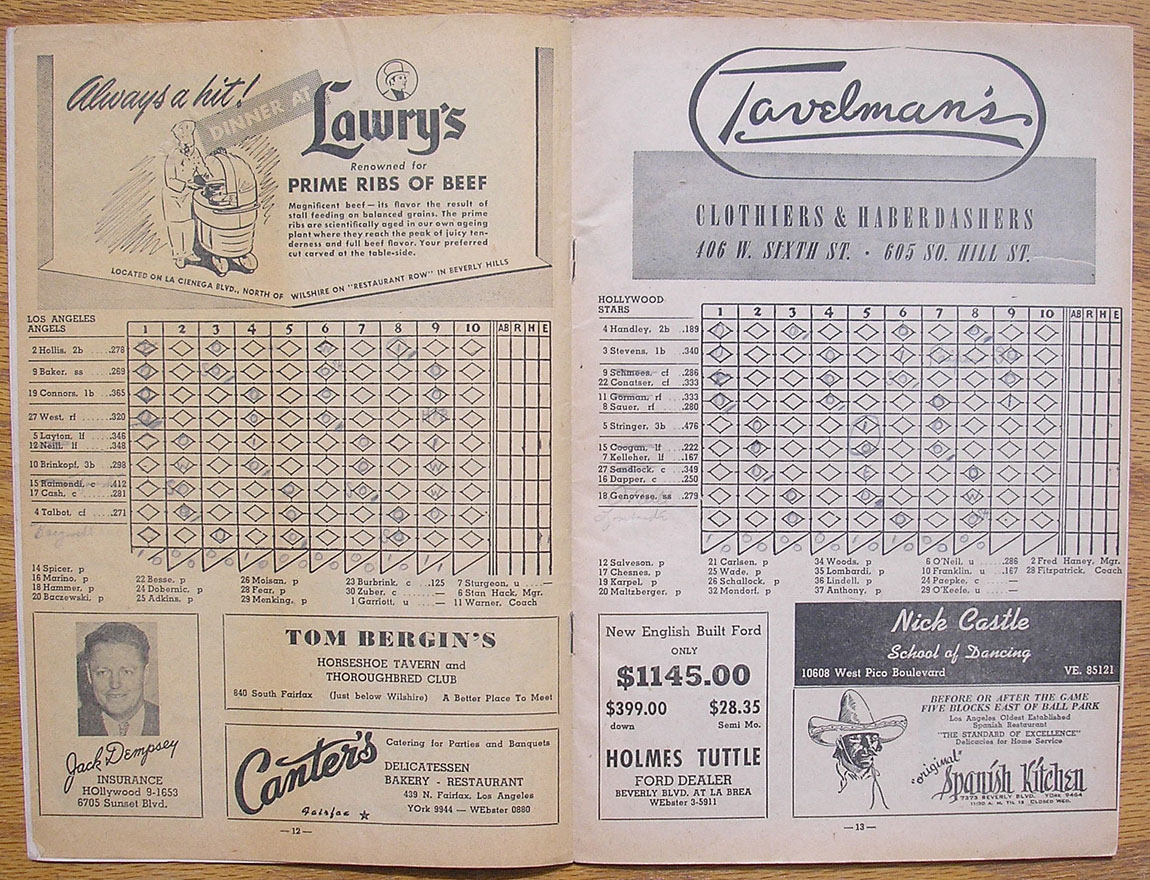 Always a hit!
DINNER AT
Lawry's
Renowned for
PRIME RIBS OF BEEF
Magnificent beef — its flavor the result of
stall feeding on balanced grains. The prime
ribs are scientifically aged in our own ageing
plant where they reach the peak of juicy ten-
derness and full beef flavor. Your preferred
cut carved at the table-side.
LOCATED ON LA CIENEGA BLVD., NORTH OF WILSHIRE ON "RESTAURANT ROW" IN BEVERLY HILLS
LOS ANGELES
ANGELS
1 2 3 4 5 6 7 8 9 10 AB R H E
2 Hollis, 2b .....278
9 Baker, ss .....269
19 Connors, 1b ...365
27 West, rf .....320
5 Layton, lf .....346
12 Neill, lf .....348
10 Brinkopf, 3b ...298
15 Raimondi, c ...412
17 Cash, c .....281
4 Talbot, cf .....271
14 Spicer, p
16 Marino, p
18 Hammer, p
20 Baczewski, p
22 Besse, p
24 Dobernic, p
25 Adkins, p
26 Moisan, p
28 Fear, p
29 Menking, p
23 Burbrink, c .....125
30 Zuber, c ..... —
1 Garriott, u ..... —
7 Sturgeon, u ..... —
6 Stan Hack, Mgr.
11 Warner, Coach
Jack Dempsey
INSURANCE
HOllywood 9-1653
6705 Sunset Blvd.
TOM BERGIN'S
HORSESHOE TAVERN and
THOROUGHBRED CLUB
840 South Fairfax (Just below Wilshire) A Better Place To Meet
Canter's
Fairfax
Catering for Parties and Banquets
DELICATESSEN
BAKERY - RESTAURANT
439 N. Fairfax, Los Angeles
YOrk 9944 — WEbster 0880
— 12 —
Tavelman's
CLOTHIERS & HABERDASHERS
406 W. SIXTH ST. · 605 SO. HILL ST.
HOLLYWOOD
STARS
1 2 3 4 5 6 7 8 9 10 AB R H E
4 Handley, 2b ..189
3 Stevens, 1b ...340
9 Schmees, cf ...286
22 Conatser, cf ...333
11 Gorman, rf ...333
8 Sauer, rf .....280
5 Stringer, 3b ...476
15 Coogan, lf ...222
7 Kelleher, lf ...167
27 Sandlock, c ...349
16 Dapper, c .....250
18 Genovese, ss ..279
12 Salveson, p
17 Chesnes, p
19 Karpel, p
20 Maltzberger, p
21 Carlsen, p
25 Wade, p
26 Schallock, p
32 Mondorf, p
34 Woods, p
35 Lombardi, p
36 Lindell, p
37 Anthony, p
6 O'Neil, u .....286
10 Franklin, u ...167
24 Paepke, c ..... —
29 O'Keefe, u ..... —
2 Fred Haney, Mgr.
28 Fitzpatrick, Coach
New English Built Ford
ONLY
$1145.00
$399.00 $28.35
down Semi Mo.
HOLMES TUTTLE
FORD DEALER
BEVERLY BLVD. AT LA BREA
WEbster 3-5911
Nick Castle
School of Dancing
10608 West Pico Boulevard VE. 85121
BEFORE OR AFTER THE GAME
FIVE BLOCKS EAST OF BALL PARK
Los Angeles Oldest Established
Spanish Restaurant
"THE STANDARD OF EXCELLENCE"
Delicacies for Home Service
"original"
Spanish Kitchen
7373 BEVERLY BLVD. YORK 9464
11:30 A.M. TIL 12 CLOSED WED.
— 13 —